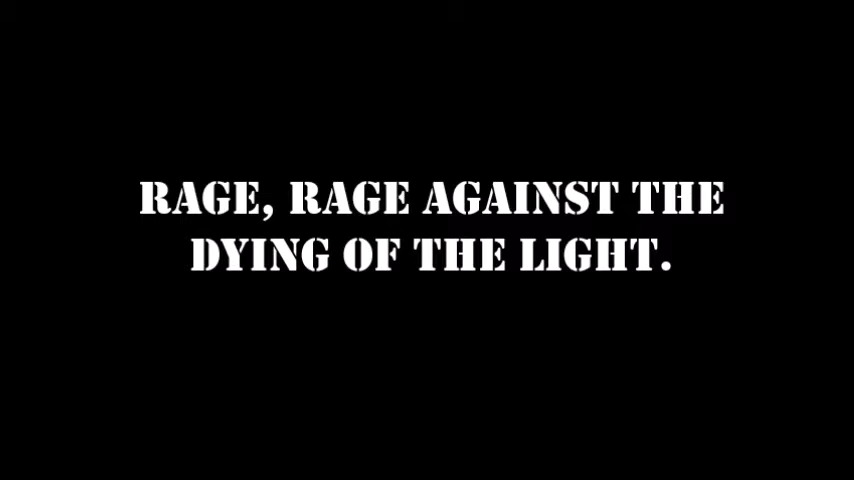 RAGE, RAGE AGAINST THE
DYING OF THE LIGHT.